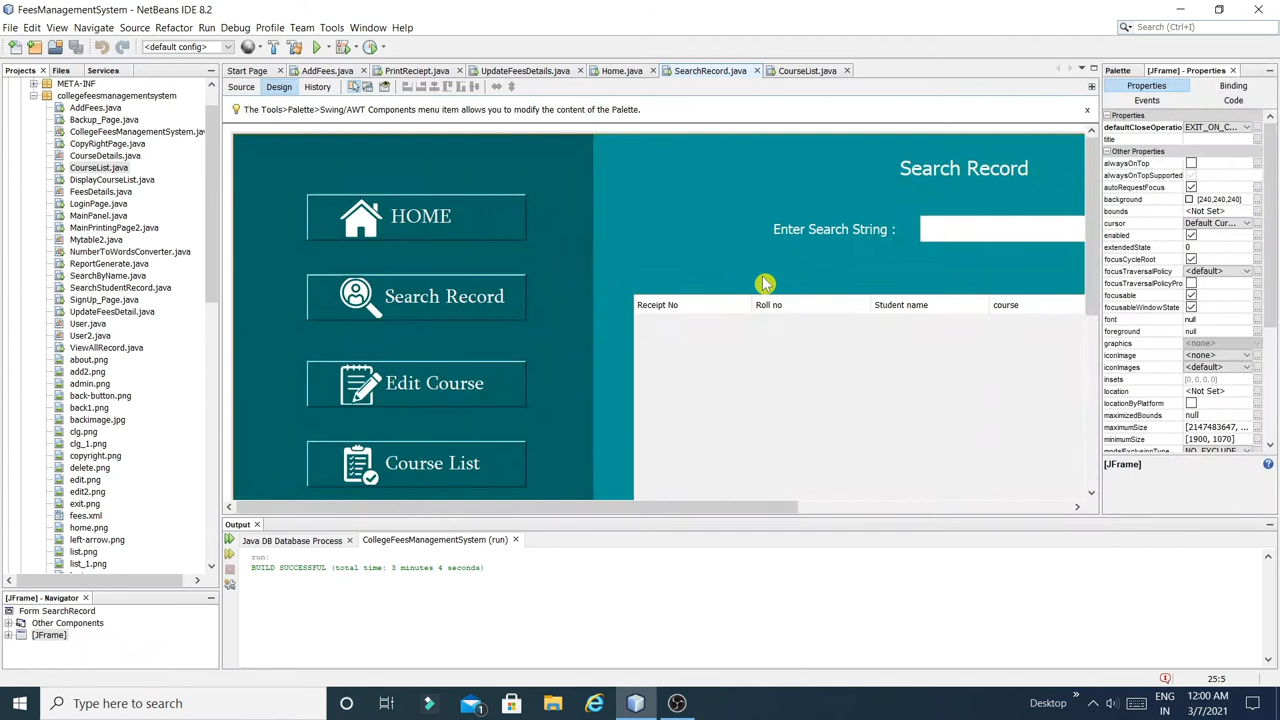 FeesManagementSystem - NetBeans IDE 8.2
File Edit View Navigate Source Refactor Run Debug Profile Team Tools Window Help
Search (Ctrl+I)
<default config>
Projects Files Services
Start Page AddFees.java PrintReciept.java UpdateFeesDetails.java Home.java SearchRecord.java CourseList.java
Palette [JFrame] - Properties
Source Design History
Properties Binding
Events Code
The Tools>Palette>Swing/AWT Components menu item allows you to modify the content of the Palette.
META-INF
collegefeesmanagementsystem
AddFees.java
Backup_Page.java
CollegeFeesManagementSystem.jav
CopyRightPage.java
CourseDetails.java
CourseList.java
DisplayCourseList.java
FeesDetails.java
LoginPage.java
MainPanel.java
MainPrintingPage2.java
Mytable2.java
NumberToWordsConverter.java
ReportGenerate.java
SearchByName.java
SearchStudentRecord.java
SignUp_Page.java
UpdateFeesDetail.java
User.java
User2.java
ViewAllRecord.java
about.png
add2.png
admin.png
back-button.png
back1.png
backimage.jpg
clg.png
clg_1.png
copyright.png
delete.png
edit.png
edit2.png
exit.png
fees.xml
home.png
left-arrow.png
list.png
list_1.png
HOME
Search Record
Edit Course
Course List
Search Record
Enter Search String :
Receipt No Roll no Student name course
Properties
defaultCloseOperatio EXIT_ON_C...
title
Other Properties
alwaysOnTop
alwaysOnTopSupported
autoRequestFocus
background [240,240,240]
bounds <Not Set>
cursor Default Cur...
enabled
extendedState 0
focusCycleRoot
focusTraversalPolicy <default>
focusTraversalPolicyPro
focusable
focusableWindowState
font null
foreground null
graphics <none>
iconImage <none>
iconImages <default>
insets [0, 0, 0, 0]
location <Not Set>
locationByPlatform
maximizedBounds null
maximumSize [2147483647, ...
minimumSize [1900, 1070]
modalExclusionType NO_EXCLUDE
[JFrame]
Output
Java DB Database Process CollegeFeesManagementSystem (run)
run:
BUILD SUCCESSFUL (total time: 3 minutes 4 seconds)
[JFrame] - Navigator
Form SearchRecord
Other Components
[JFrame]
25:5
Type here to search
1
Desktop
ENG
IN
12:00 AM
3/7/2021